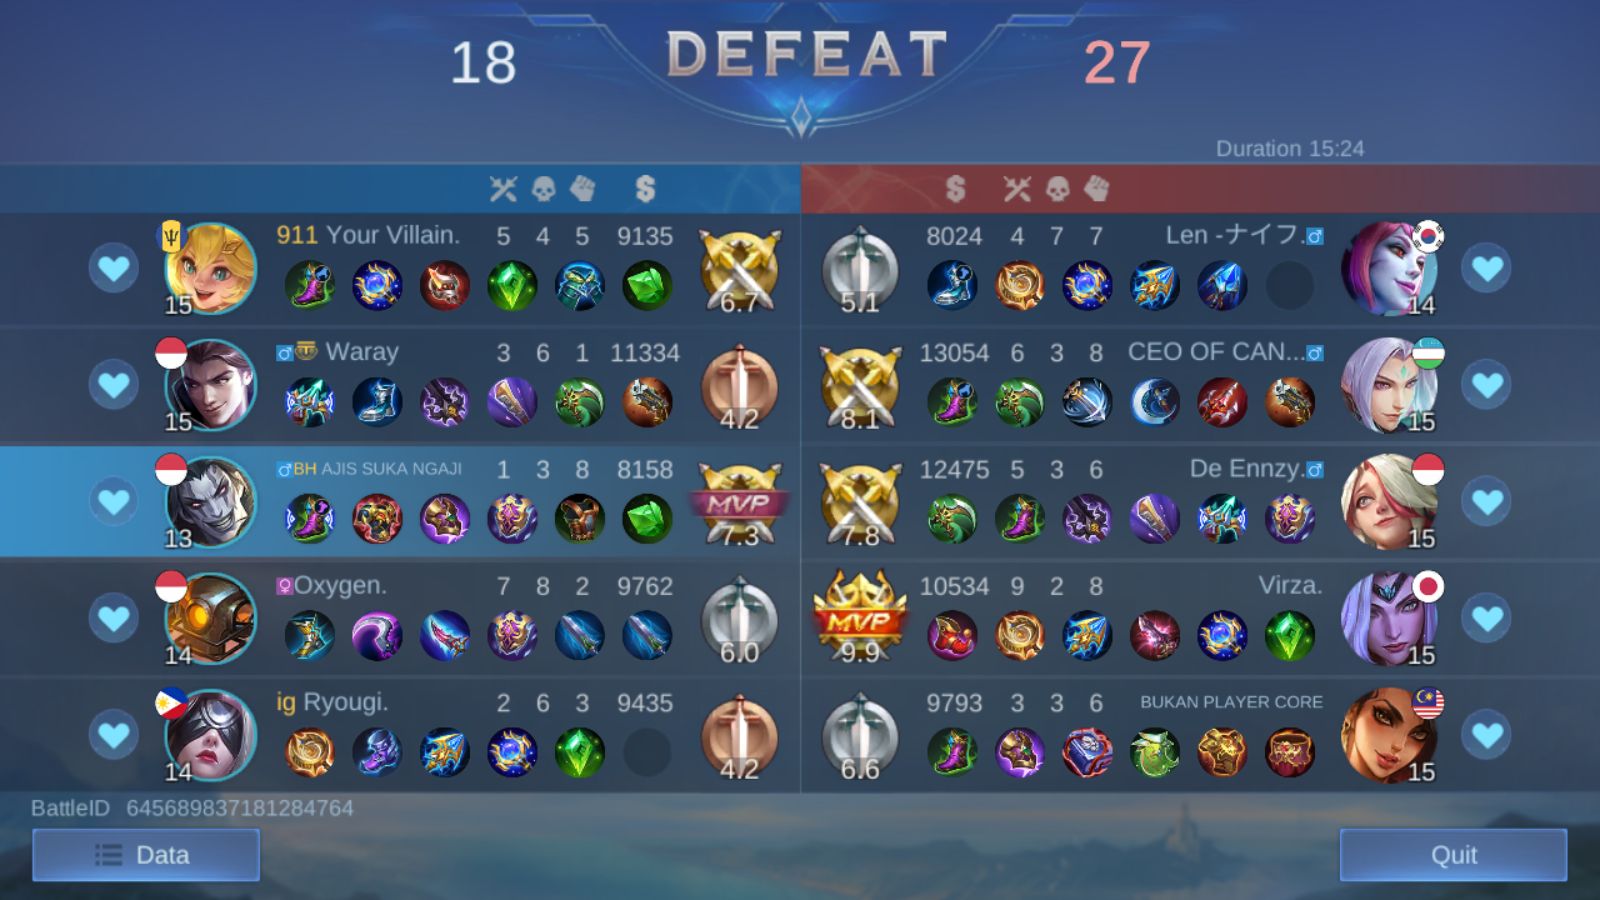 18 DEFEAT 27
Duration 15:24
911 Your Villain. 5 4 5 9135
15 6.7
5.1 8024 4 7 7 Len -ナイフ.
14
Waray 3 6 1 11334
15 4.2
8.1 13054 6 3 8 CEO OF CAN...
15
BH AJIS SUKA NGAJI 1 3 8 8158
13 MVP 7.3
7.8 12475 5 3 6 De Ennzy.
15
Oxygen. 7 8 2 9762
14 6.0
MVP 9.9 10534 9 2 8 Virza.
15
ig Ryougi. 2 6 3 9435
14 4.2
6.6 9793 3 3 6 BUKAN PLAYER CORE
15
BattleID 645689837181284764
Data
Quit